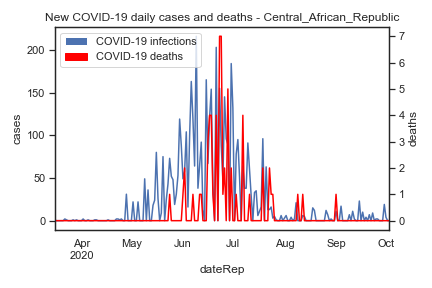 New COVID-19 daily cases and deaths - Central_African_Republic
COVID-19 infections
COVID-19 deaths
200
150
100
50
0
cases
7
6
5
4
3
2
1
0
deaths
Apr May Jun Jul Aug Sep Oct
2020
dateRep